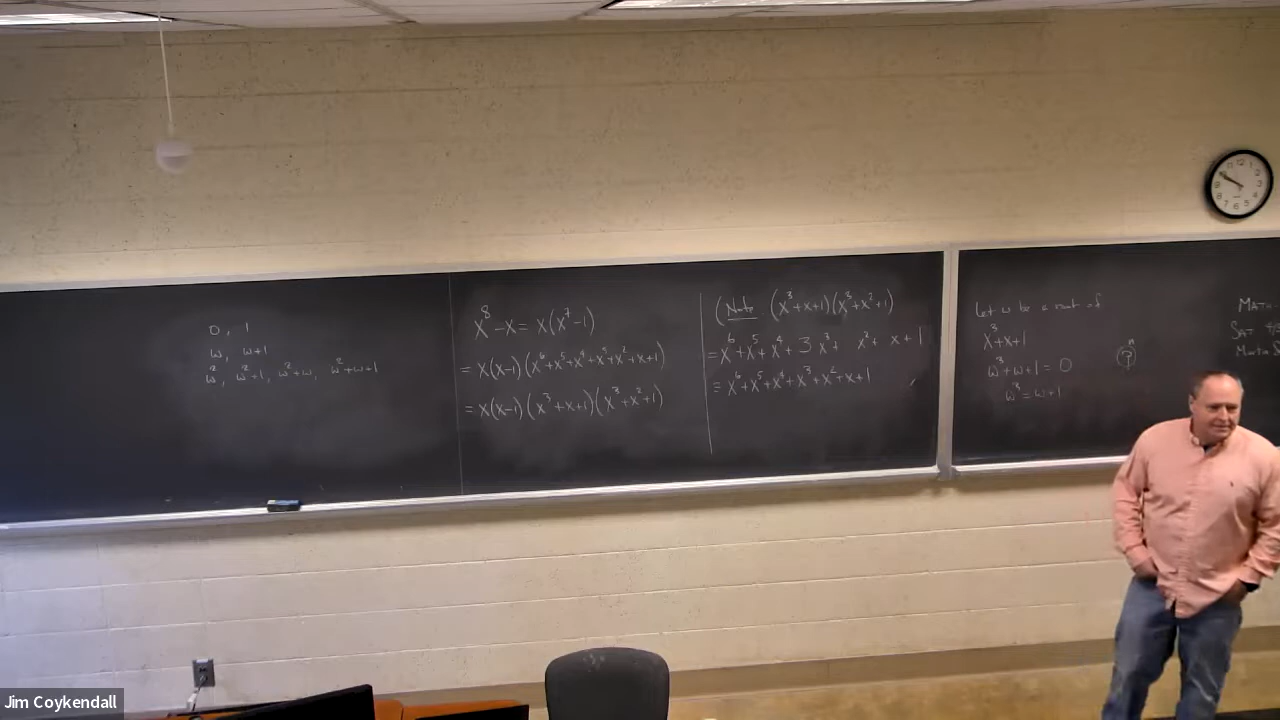 0, 1
ω, ω+1
ω², ω²+1, ω²+ω, ω²+ω+1
x⁸-x = x(x⁷-1)
= x(x-1)(x⁶+x⁵+x⁴+x³+x²+x+1)
= x(x-1)(x³+x+1)(x³+x²+1)
(Note (x³+x+1)(x³+x²+1)
= x⁶+x⁵+x⁴+ 3x³+ x²+ x+1
= x⁶+x⁵+x⁴+x³+x²+x+1
Let ω be a root of
x³+x+1
ω³+ω+1 = 0
ω³ = ω+1
?
MATH
SAT
Martin
Jim Coykendall